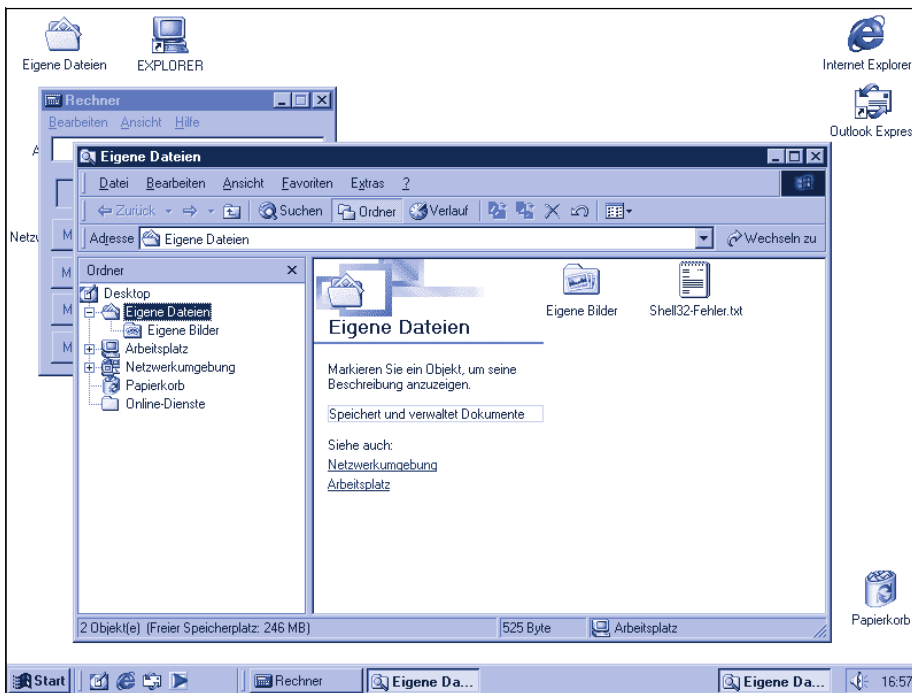 Eigene Dateien
EXPLORER
Internet Explorer
Outlook Expres
Rechner
Bearbeiten Ansicht Hilfe
A
Netzw
M
M
M
M
Eigene Dateien
Datei Bearbeiten Ansicht Favoriten Extras ?
Zurück Suchen Ordner Verlauf
Adresse Eigene Dateien Wechseln zu
Ordner
Desktop
Eigene Dateien
Eigene Bilder
Arbeitsplatz
Netzwerkumgebung
Papierkorb
Online-Dienste
Eigene Dateien
Markieren Sie ein Objekt, um seine
Beschreibung anzuzeigen.
Speichert und verwaltet Dokumente
Siehe auch:
Netzwerkumgebung
Arbeitsplatz
Eigene Bilder
Shell32-Fehler.txt
2 Objekt(e) (Freier Speicherplatz: 246 MB) 525 Byte Arbeitsplatz
Papierkorb
Start Rechner Eigene Da... Eigene Da... 16:57